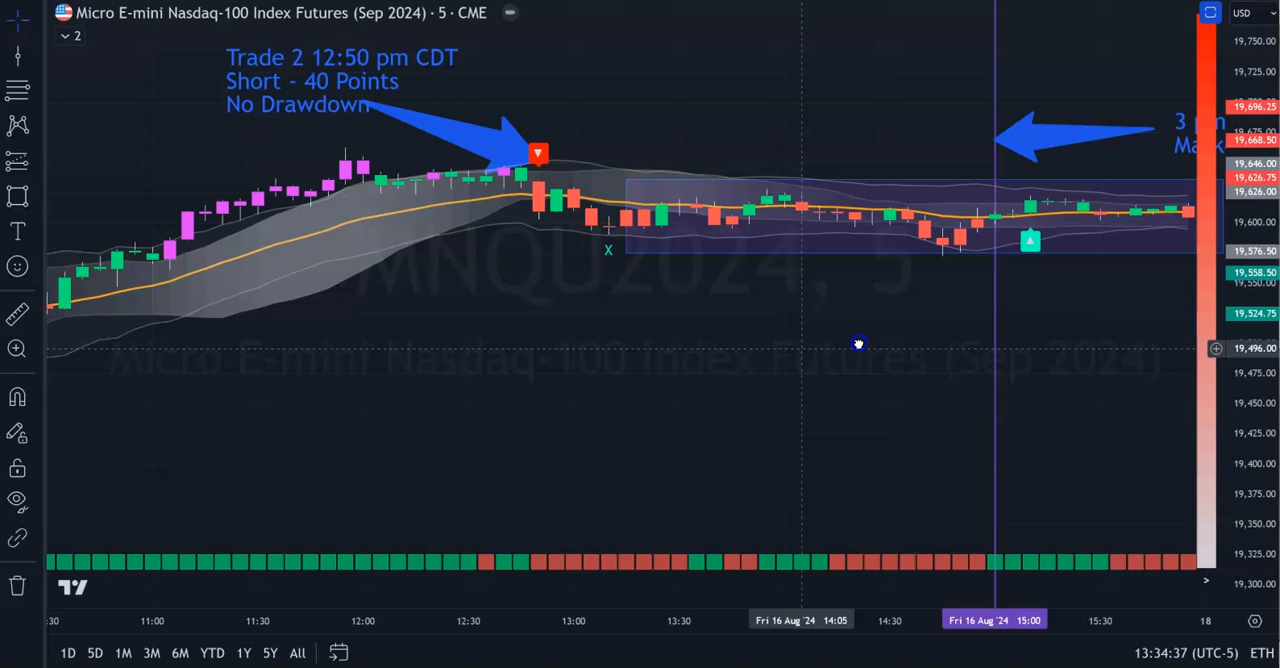 Micro E-mini Nasdaq-100 Index Futures (Sep 2024) · 5 · CME
USD
2
Trade 2 12:50 pm CDT
Short - 40 Points
No Drawdown
3
X
MNQU2024, 5
Micro E-mini Nasdaq-100 Index Futures (Sep 2024)
19,750.00
19,725.00
19,696.25
19,675.00
19,668.50
19,646.00
19,626.75
19,626.00
19,600.00
19,576.50
19,558.50
19,550.00
19,524.75
19,496.00
19,475.00
19,450.00
19,425.00
19,400.00
19,375.00
19,350.00
19,325.00
19,300.00
:30 11:00 11:30 12:00 12:30 13:00 13:30 Fri 16 Aug '24 14:05 14:30 Fri 16 Aug '24 15:00 15:30 18
1D 5D 1M 3M 6M YTD 1Y 5Y All 13:34:37 (UTC-5) ETH